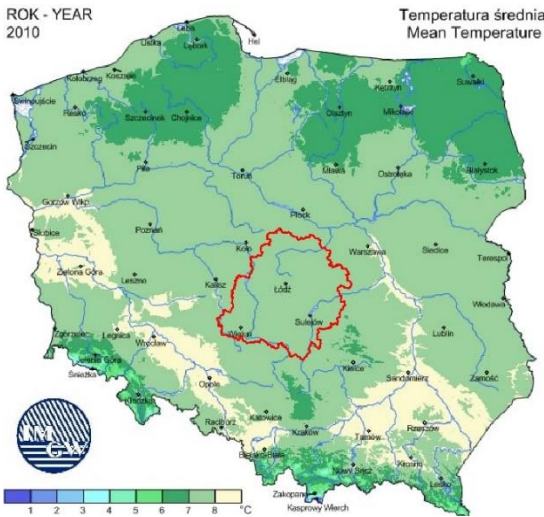 ROK - YEAR
2010
Temperatura średnia
Mean Temperature
Łeba
Ustka
Lębork
Hel
Kołobrzeg
Koszalin
Elbląg
Kętrzyn
Suwałki
Świnoujście
Resko
Szczecinek
Chojnice
Olsztyn
Mikołajki
Szczecin
Piła
Toruń
Mława
Ostrołęka
Białystok
Gorzów Wlkp.
Płock
Słubice
Poznań
Koło
Warszawa
Siedlce
Terespol
Zielona Góra
Leszno
Kalisz
Łódź
Włodawa
Wieluń
Sulejów
Lublin
Zgorzelec
Legnica
Wrocław
Jelenia Góra
Śnieżka
Kielce
Opole
Sandomierz
Zamość
Kłodzko
Racibórz
Katowice
Kraków
Tarnów
Rzeszów
Bielsko-Biała
Nowy Sącz
Krosno
Lesko
Zakopane
Kasprowy Wierch
IM
GW
1 2 3 4 5 6 7 8 °C